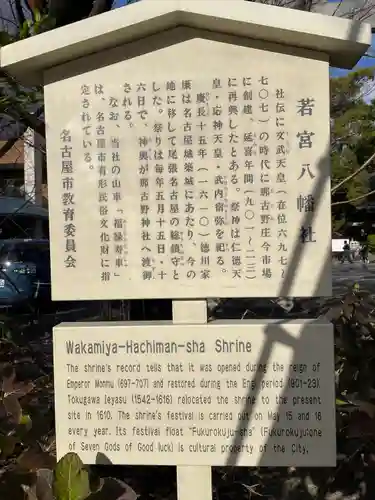 若宮八幡社
社伝に文武天皇(在位六九七〜
七〇七)の時代に那古野庄今市場
に創建、延喜年間(九〇一〜二三)
に再興したとある。祭神は仁徳天
皇・応神天皇・武内宿弥を祀る。
慶長十五年(一六一〇)徳川家
康は名古屋城築城にあたり、今の
地に移して尾張名古屋の総鎮守と
した。祭りは毎年五月十五日・十
六日で、神輿が那古野神社へ渡御
される。
なお、当社の山車「福禄寿車」
は、名古屋市有形民俗文化財に指
定されている。
名古屋市教育委員会
Wakamiya-Hachiman-sha Shrine
The shrine's record tells that it was opened during the reign of
Emperor Monmu (697-707) and restored during the Engi period (901-23).
Tokugawa Ieyasu (1542-1616) relocated the shrine to the present
site in 1610. The shrine's festival is carried out on May 15 and 16
every year. Its festival float "Fukurokuju-sha" (Fukurokuju:one
of Seven Gods of Good luck) is cultural property of the City.